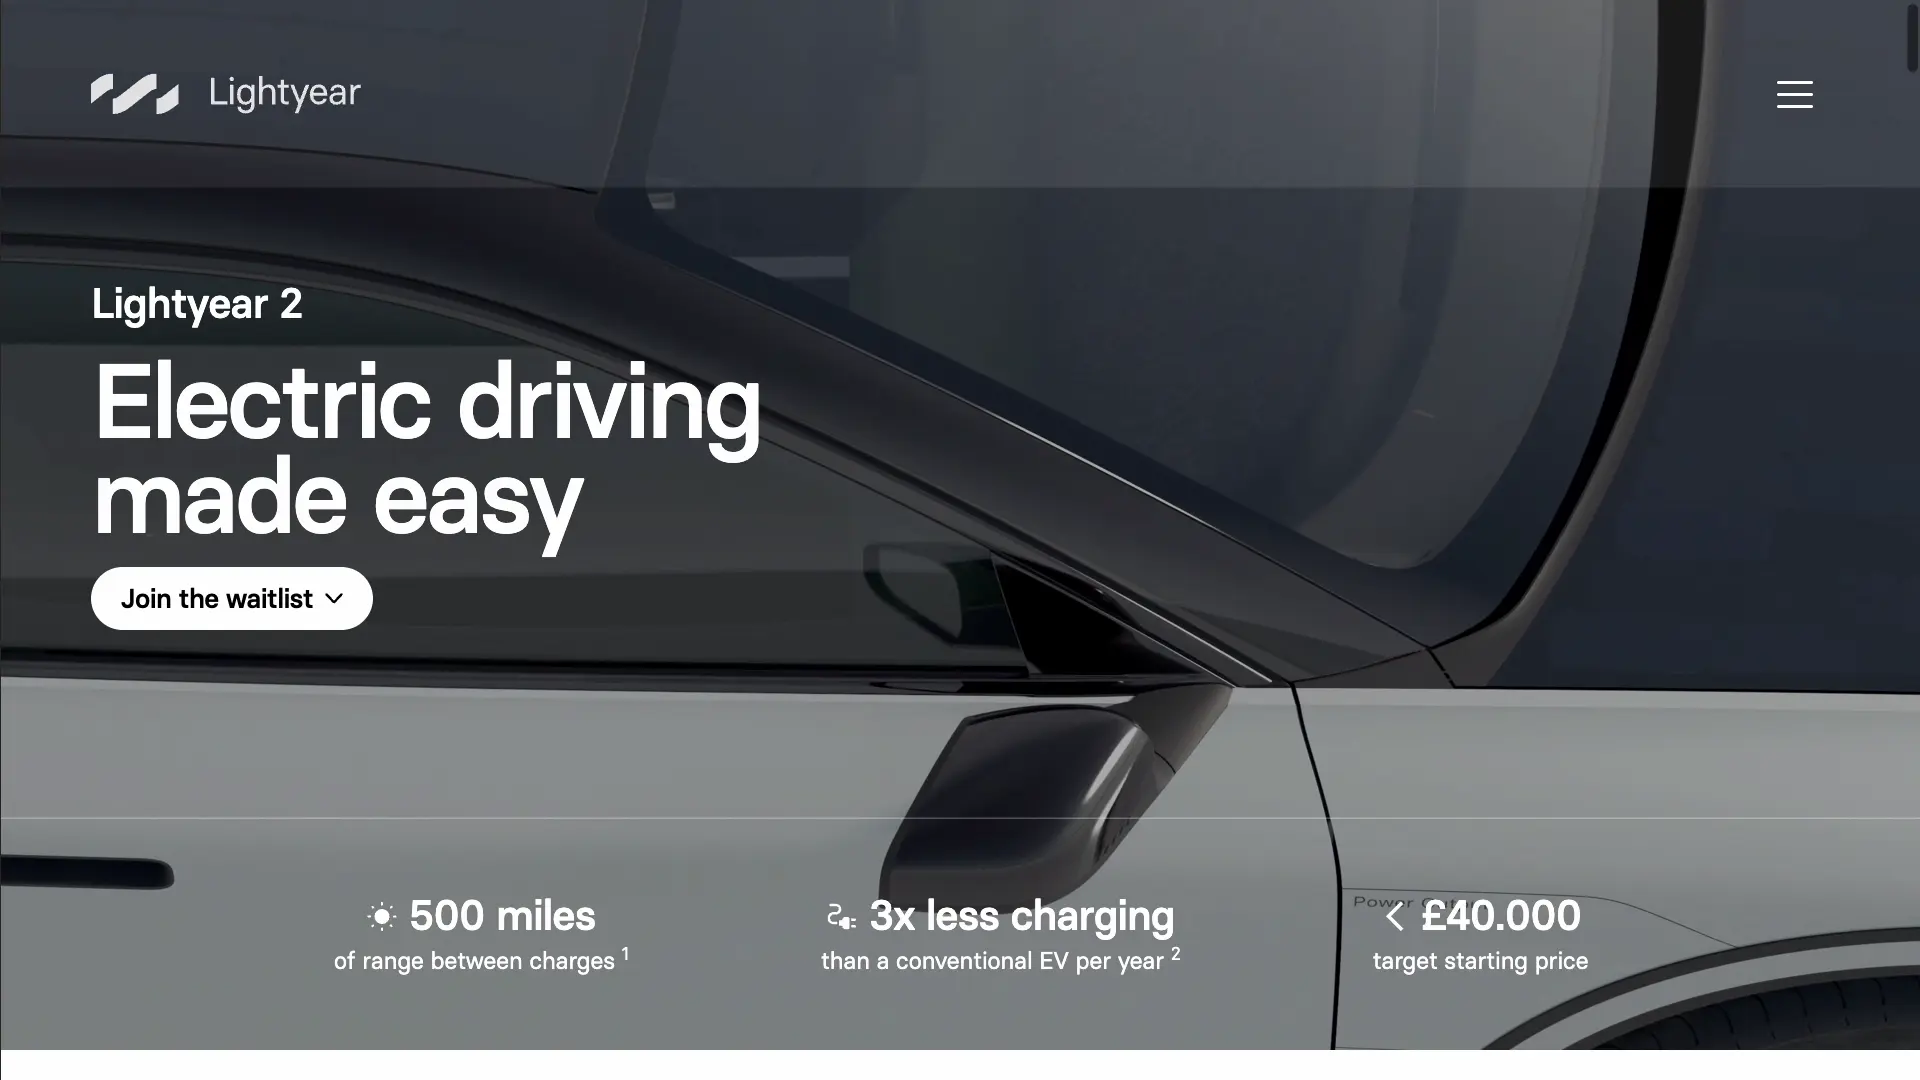 Lightyear
Lightyear 2
Electric driving
made easy
Join the waitlist
500 miles
of range between charges 1
3x less charging
than a conventional EV per year 2
< £40.000
target starting price
Power